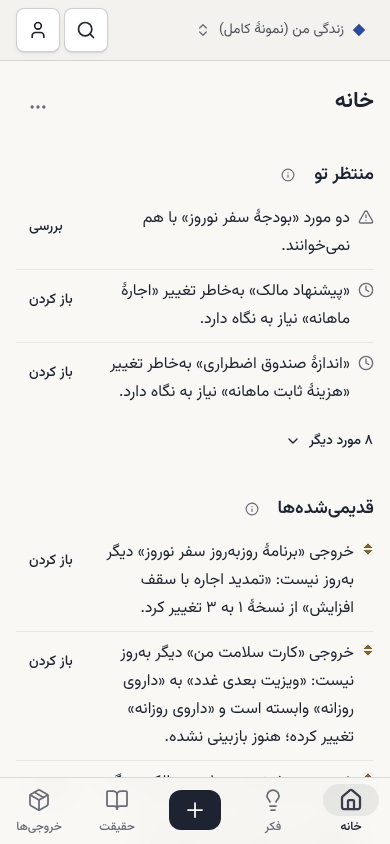 زندگی من (نمونهٔ کامل)
خانه
منتظر تو
دو مورد «بودجهٔ سفر نوروز» با هم
نمی‌خوانند.
بررسی
«پیشنهاد مالک» به‌خاطر تغییر «اجارهٔ
ماهانه» نیاز به نگاه دارد.
باز کردن
«اندازهٔ صندوق اضطراری» به‌خاطر تغییر
«هزینهٔ ثابت ماهانه» نیاز به نگاه دارد.
باز کردن
۸ مورد دیگر
قدیمی‌شده‌ها
خروجی «برنامهٔ روزبه‌روز سفر نوروز» دیگر
به‌روز نیست: «تمدید اجاره با سقف
افزایش» از نسخهٔ ۱ به ۳ تغییر کرد.
باز کردن
خروجی «کارت سلامت من» دیگر به‌روز
نیست: «ویزیت بعدی غدد» به «داروی
روزانه» وابسته است و «داروی روزانه»
تغییر کرده؛ هنوز بازبینی نشده.
باز کردن
خانه
فکر
حقیقت
خروجی‌ها